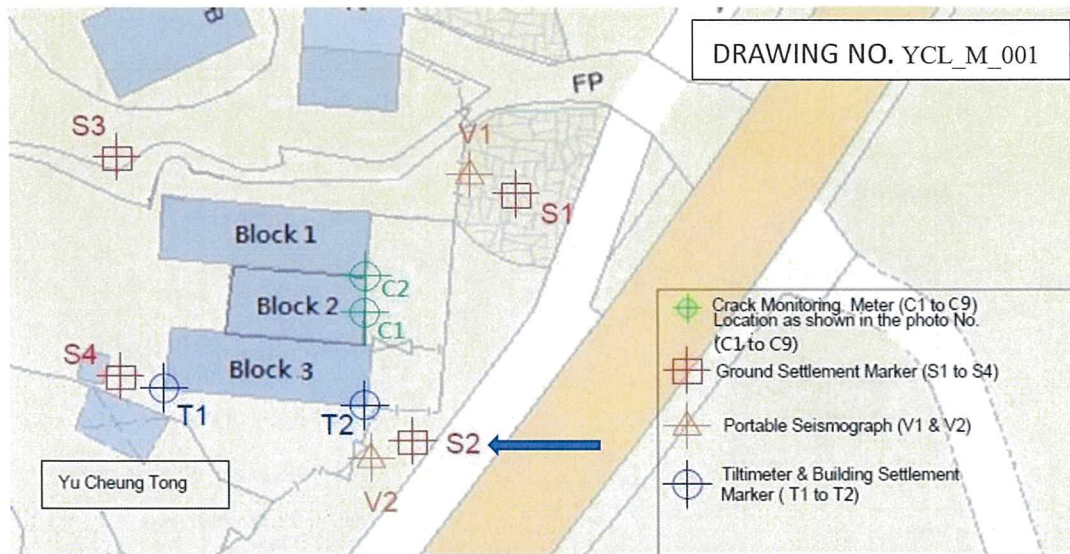 B
DRAWING NO. YCL_M_001
FP
S3
V1
S1
Block 1
C2
Block 2
C1
S4
Block 3
T1
T2
S2
V2
Yu Cheung Tong
Crack Monitoring Meter (C1 to C9)
Location as shown in the photo No.
(C1 to C9)
Ground Settlement Marker (S1 to S4)
Portable Seismograph (V1 & V2)
Tiltimeter & Building Settlement
Marker ( T1 to T2)